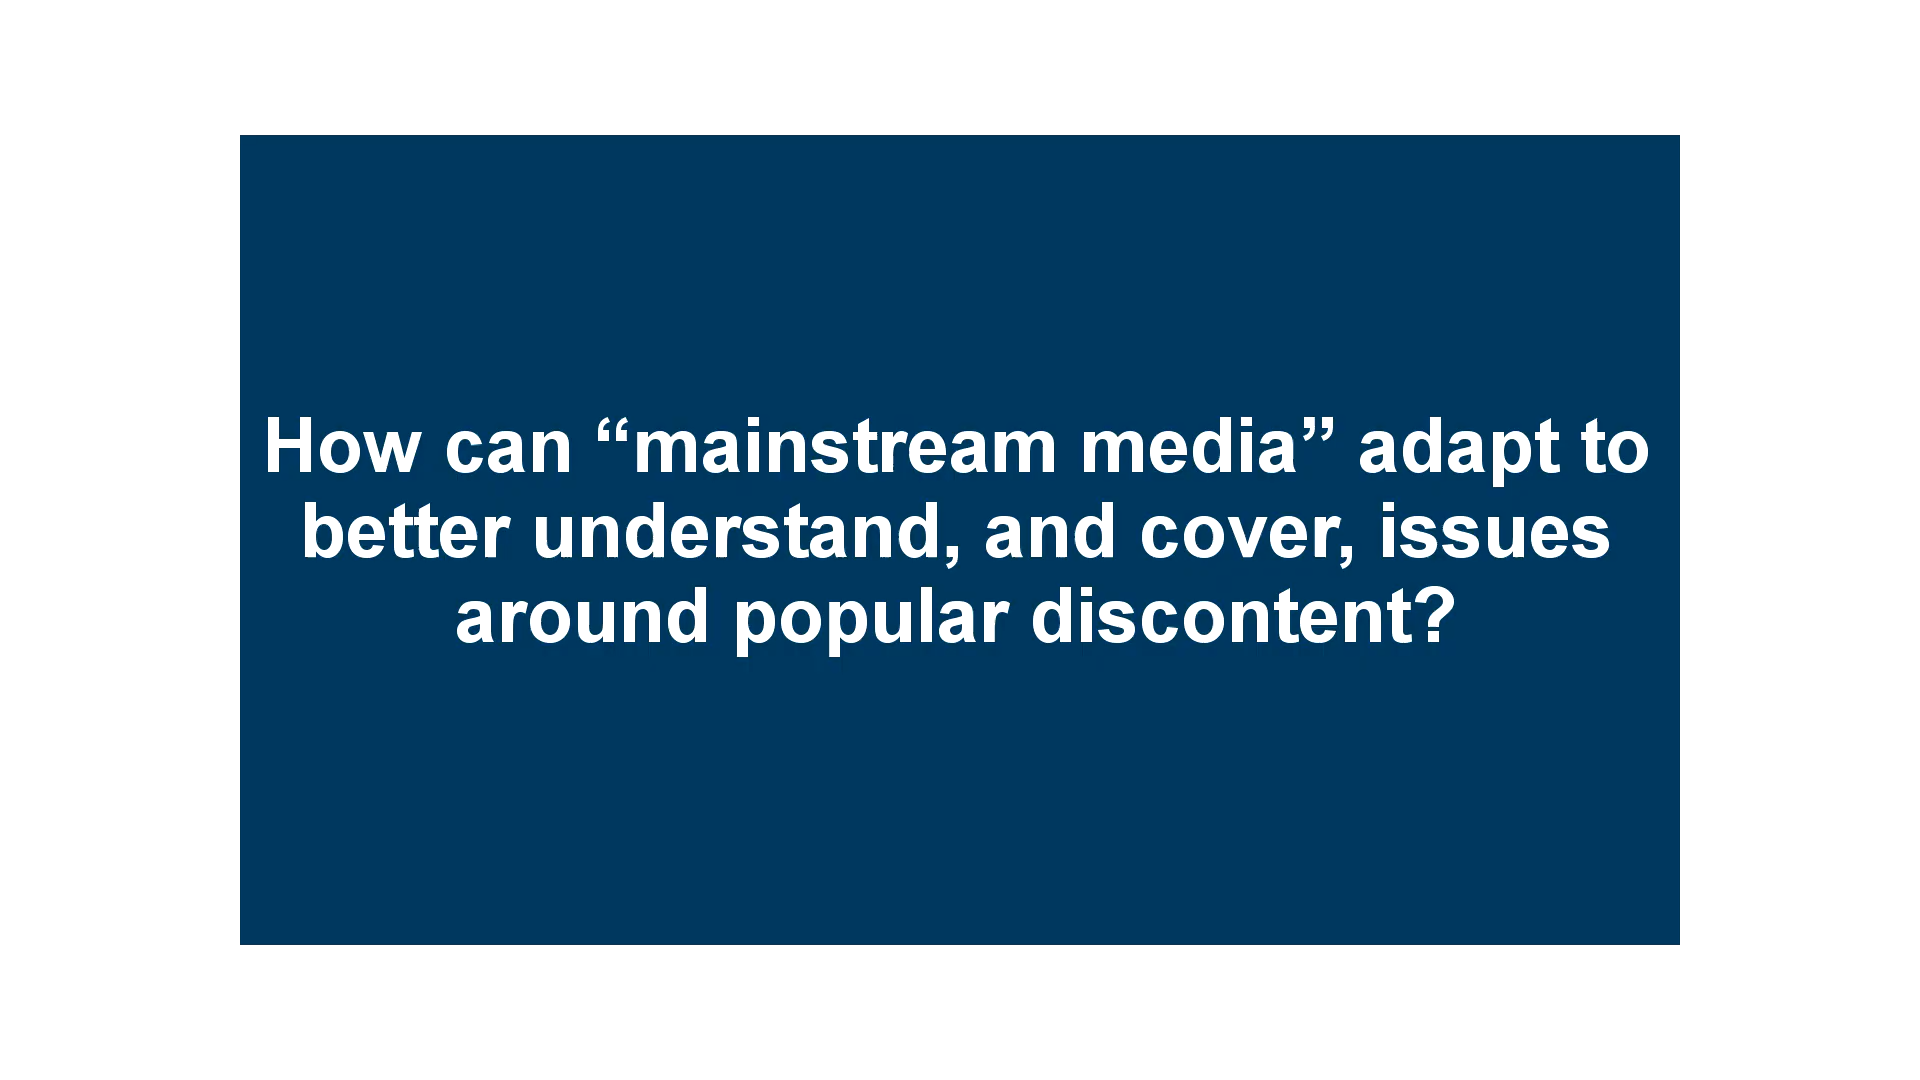 How can “mainstream media” adapt to
better understand, and cover, issues
around popular discontent?